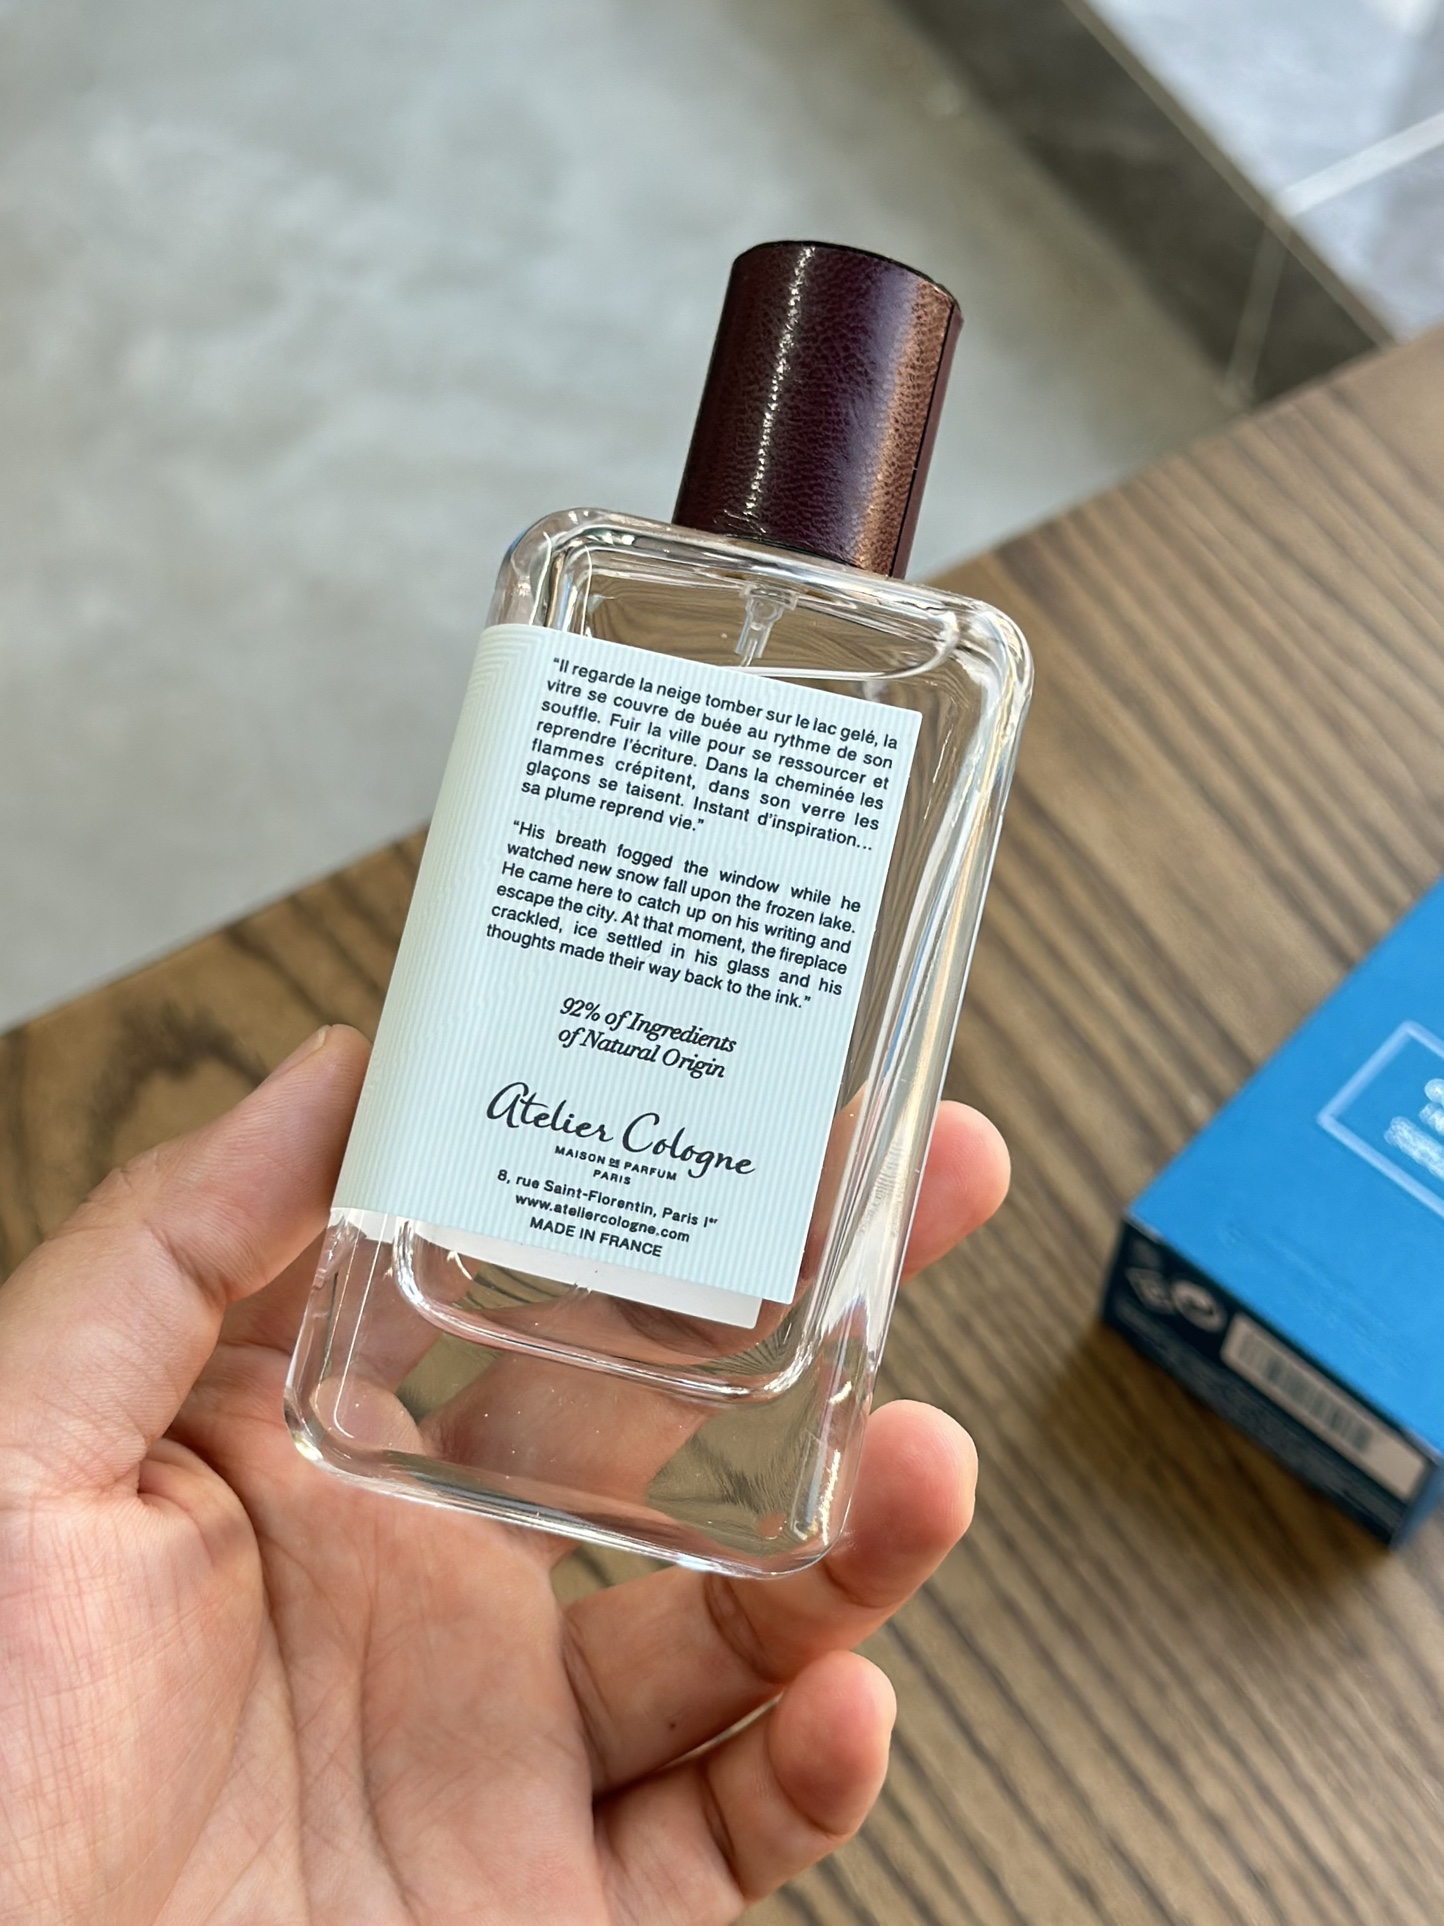 “Il regarde la neige tomber sur le lac gelé, la
vitre se couvre de buée au rythme de son
souffle. Fuir la ville pour se ressourcer et
reprendre l’écriture. Dans la cheminée les
flammes crépitent, dans son verre les
glaçons se taisent. Instant d’inspiration...
sa plume reprend vie.”
“His breath fogged the window while he
watched new snow fall upon the frozen lake.
He came here to catch up on his writing and
escape the city. At that moment, the fireplace
crackled, ice settled in his glass and his
thoughts made their way back to the ink.”
92% of Ingredients
of Natural Origin
Atelier Cologne
MAISON DE PARFUM
PARIS
8, rue Saint-Florentin, Paris Iᵉʳ
www.ateliercologne.com
MADE IN FRANCE